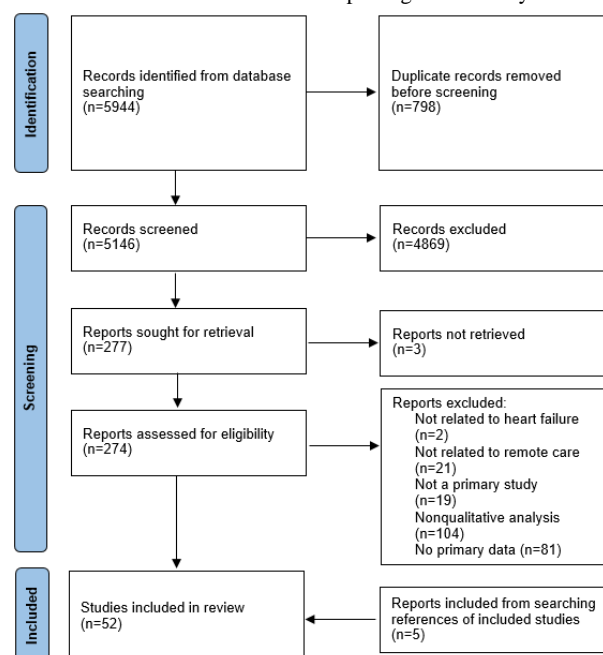 Identification
Records identified from database
searching
(n=5944)
Duplicate records removed
before screening
(n=798)
Screening
Records screened
(n=5146)
Records excluded
(n=4869)
Reports sought for retrieval
(n=277)
Reports not retrieved
(n=3)
Reports assessed for eligibility
(n=274)
Reports excluded:
Not related to heart failure
(n=2)
Not related to remote care
(n=21)
Not a primary study
(n=19)
Nonqualitative analysis
(n=104)
No primary data (n=81)
Included
Studies included in review
(n=52)
Reports included from searching
references of included studies
(n=5)